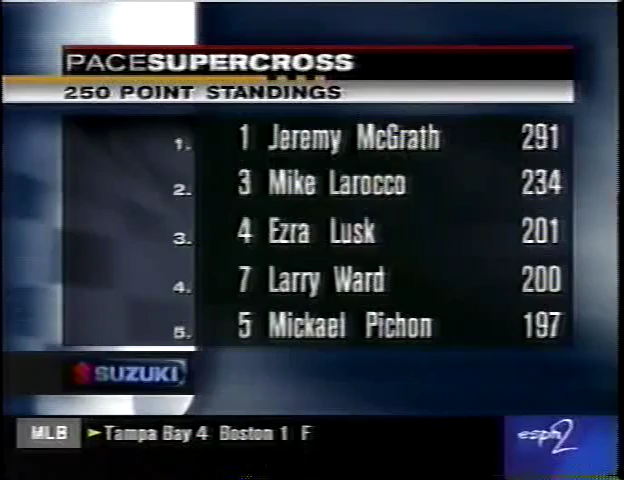 PACESUPERCROSS
250 POINT STANDINGS
1. 1 Jeremy McGrath 291
2. 3 Mike Larocco 234
3. 4 Ezra Lusk 201
4. 7 Larry Ward 200
5. 5 Mickael Pichon 197
SUZUKI
MLB Tampa Bay 4 Boston 1 F
espn2